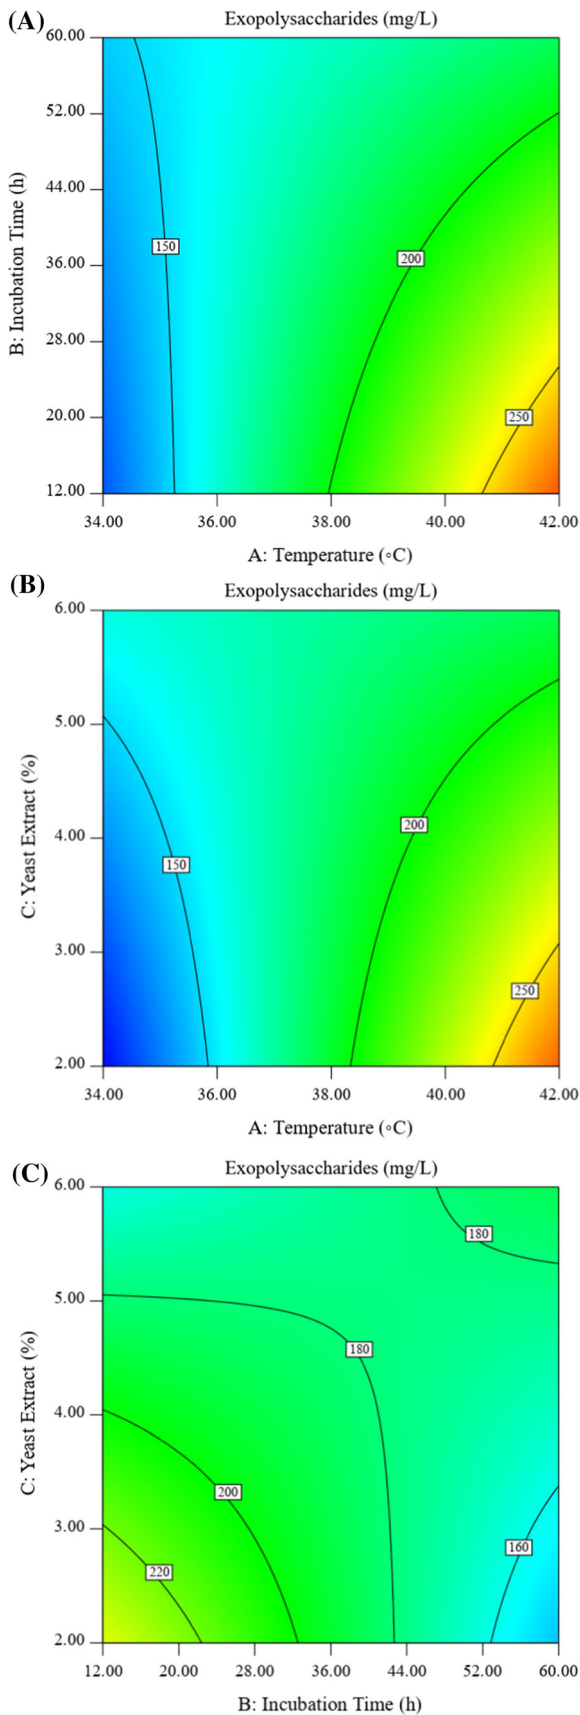 (A)
Exopolysaccharides (mg/L)
60.00
52.00
44.00
36.00
28.00
20.00
12.00
B: Incubation Time (h)
150
200
250
34.00 36.00 38.00 40.00 42.00
A: Temperature (◦C)
(B)
Exopolysaccharides (mg/L)
6.00
5.00
4.00
3.00
2.00
C: Yeast Extract (%)
200
150
250
34.00 36.00 38.00 40.00 42.00
A: Temperature (◦C)
(C)
Exopolysaccharides (mg/L)
6.00
5.00
4.00
3.00
2.00
C: Yeast Extract (%)
180
180
200
160
220
12.00 20.00 28.00 36.00 44.00 52.00 60.00
B: Incubation Time (h)